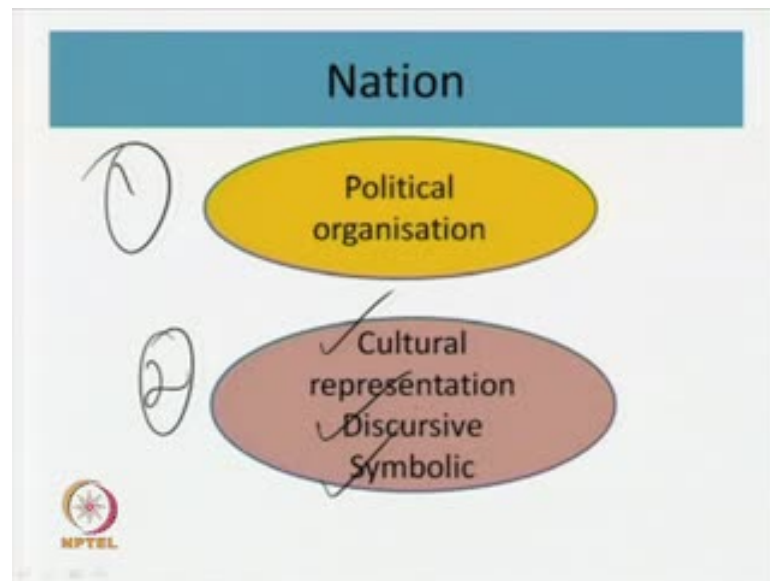 Nation
1
Political
organisation
2
Cultural
representation
Discursive
Symbolic
NPTEL